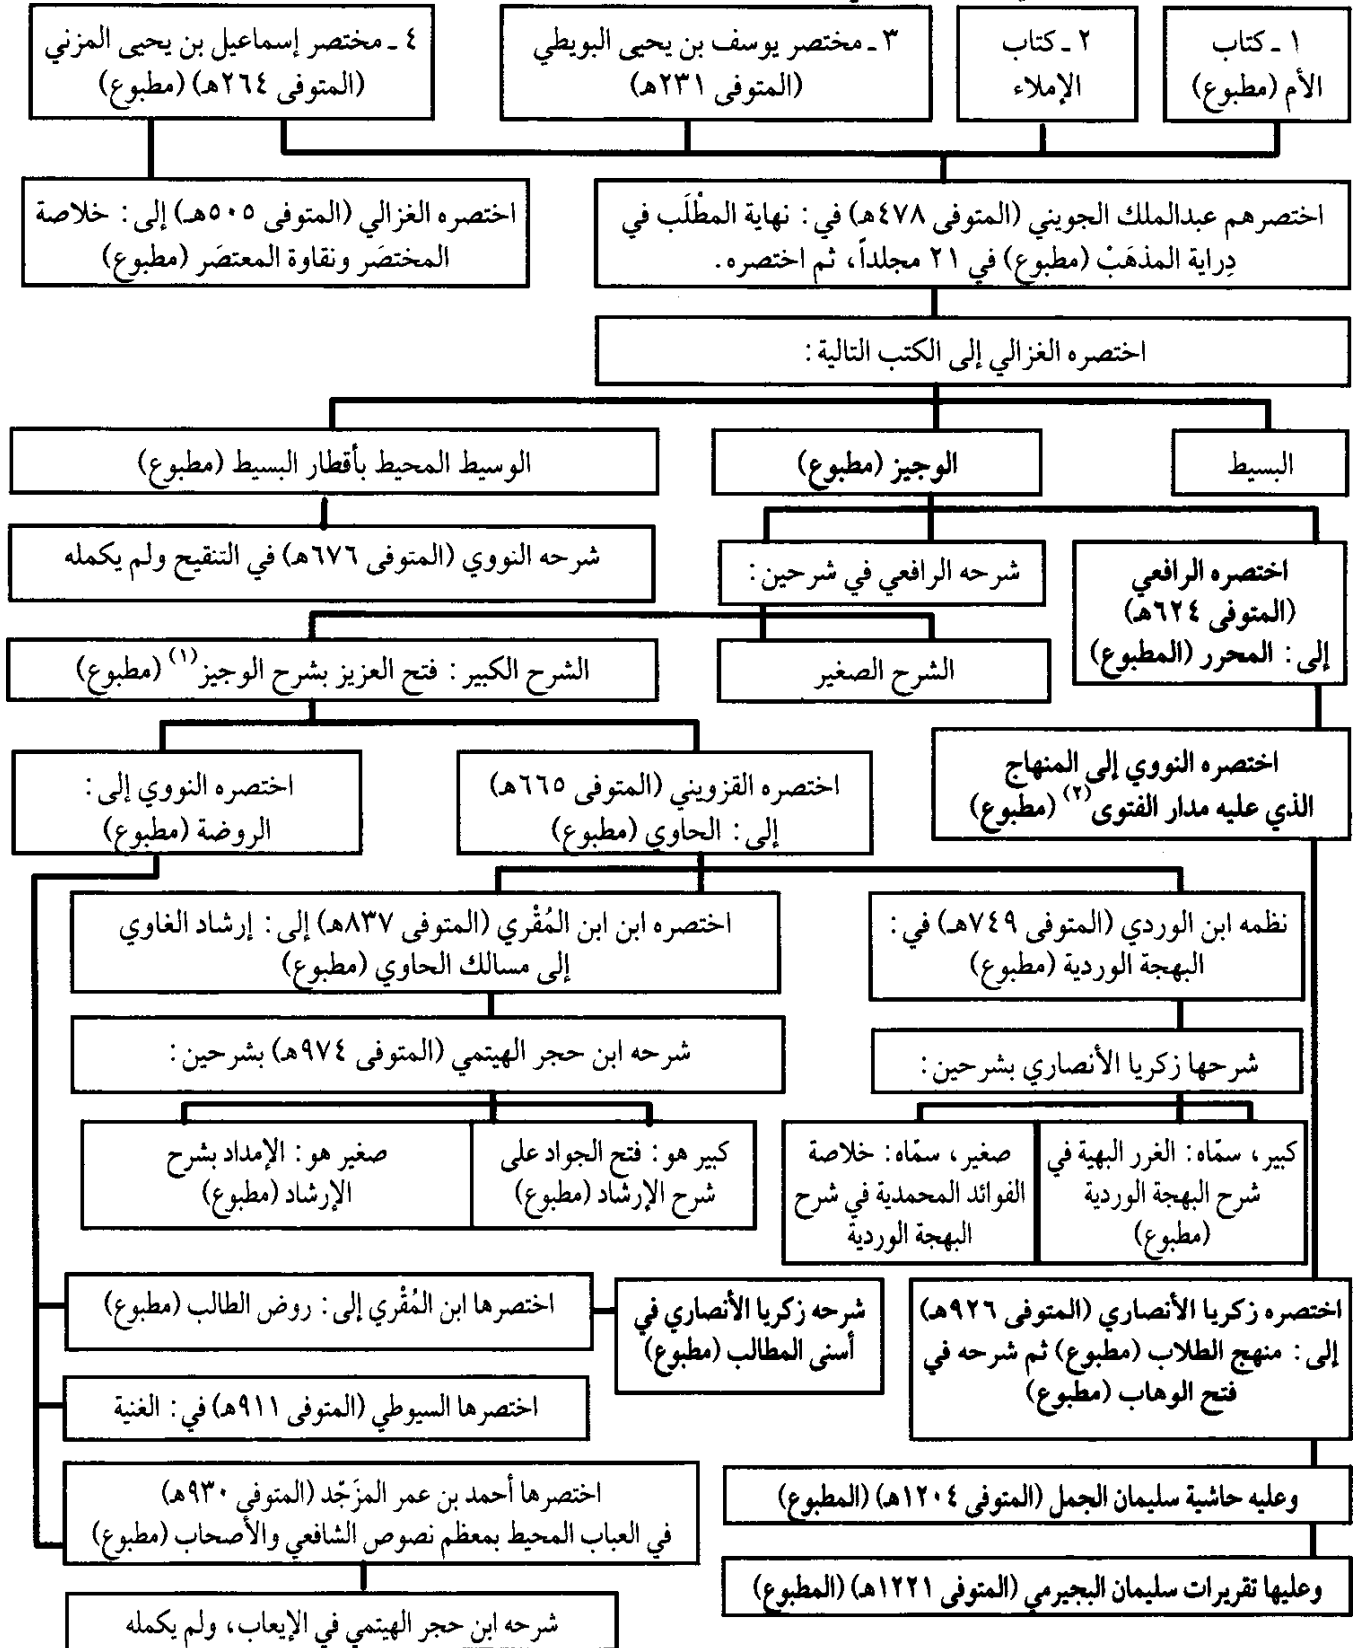 ١ ـ كتاب
الأم (مطبوع)
٢ ـ كتاب
الإملاء
٣ ـ مختصر يوسف بن يحيى البويطي
(المتوفى ٢٣١هـ)
٤ ـ مختصر إسماعيل بن يحيى المزني
(المتوفى ٢٦٤هـ) (مطبوع)
اختصرهم عبدالملك الجويني (المتوفى ٤٧٨هـ) في: نهاية المطْلَب في
دِراية المذهَبْ (مطبوع) في ٢١ مجلداً، ثم اختصره.
اختصره الغزالي (المتوفى ٥٠٥هـ) إلى: خلاصة
المختصَر ونقاوة المعتصَر (مطبوع)
اختصره الغزالي إلى الكتب التالية:
البسيط
الوجيز (مطبوع)
الوسيط المحيط بأقطار البسيط (مطبوع)
اختصره الرافعي
(المتوفى ٦٢٤هـ)
إلى: المحرر (المطبوع)
شرحه الرافعي في شرحين:
شرحه النووي (المتوفى ٦٧٦هـ) في التنقيح ولم يكمله
الشرح الصغير
الشرح الكبير: فتح العزيز بشرح الوجيز(١) (مطبوع)
اختصره النووي إلى المنهاج
الذي عليه مدار الفتوى(٢) (مطبوع)
اختصره القزويني (المتوفى ٦٦٥هـ)
إلى: الحاوي (مطبوع)
اختصره النووي إلى:
الروضة (مطبوع)
نظمه ابن الوردي (المتوفى ٧٤٩هـ) في:
البهجة الوردية (مطبوع)
اختصره ابن ابن المُقْري (المتوفى ٨٣٧هـ) إلى: إرشاد الغاوي
إلى مسالك الحاوي (مطبوع)
شرحها زكريا الأنصاري بشرحين:
شرحه ابن حجر الهيتمي (المتوفى ٩٧٤هـ) بشرحين:
كبير، سمّاه: الغرر البهية في
شرح البهجة الوردية
(مطبوع)
صغير، سمّاه: خلاصة
الفوائد المحمدية في شرح
البهجة الوردية
كبير هو: فتح الجواد على
شرح الإرشاد (مطبوع)
صغير هو: الإمداد بشرح
الإرشاد (مطبوع)
اختصره زكريا الأنصاري (المتوفى ٩٢٦هـ)
إلى: منهج الطلاب (مطبوع) ثم شرحه في
فتح الوهاب (مطبوع)
شرحه زكريا الأنصاري في
أسنى المطالب (مطبوع)
اختصرها ابن المُقْري إلى: روض الطالب (مطبوع)
اختصرها السيوطي (المتوفى ٩١١هـ) في: الغنية
وعليه حاشية سليمان الجمل (المتوفى ١٢٠٤هـ) (المطبوع)
اختصرها أحمد بن عمر المزَجّد (المتوفى ٩٣٠هـ)
في العباب المحيط بمعظم نصوص الشافعي والأصحاب (مطبوع)
وعليها تقريرات سليمان البجيرمي (المتوفى ١٢٢١هـ) (المطبوع)
شرحه ابن حجر الهيتمي في الإيعاب، ولم يكمله